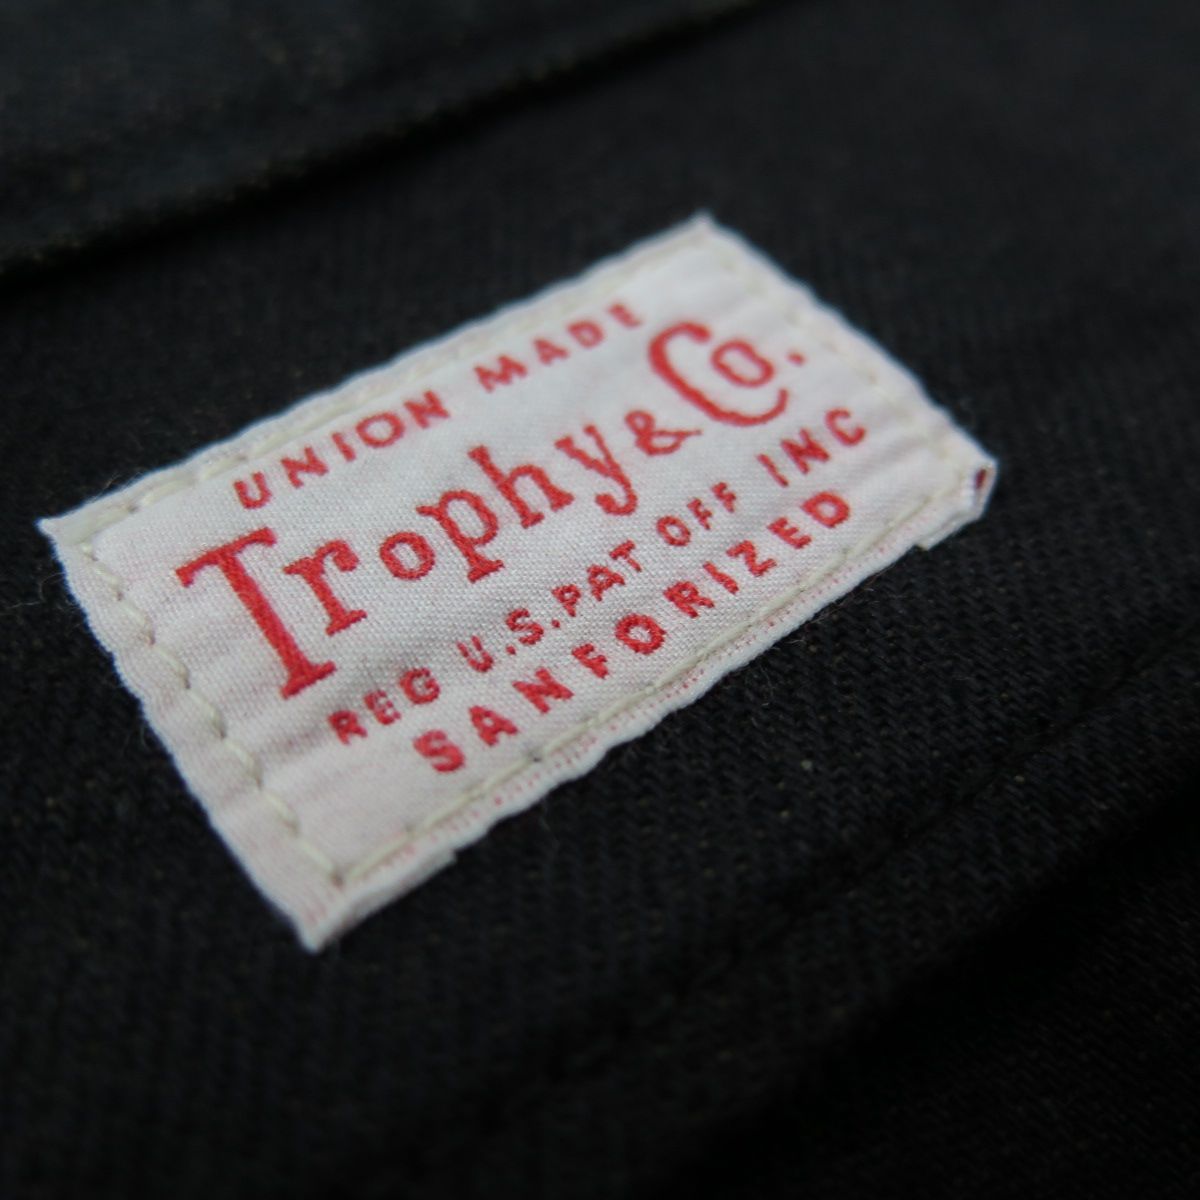 UNION MADE
Trophy & Co.
REG U.S.PAT OFF INC
SANFORIZED